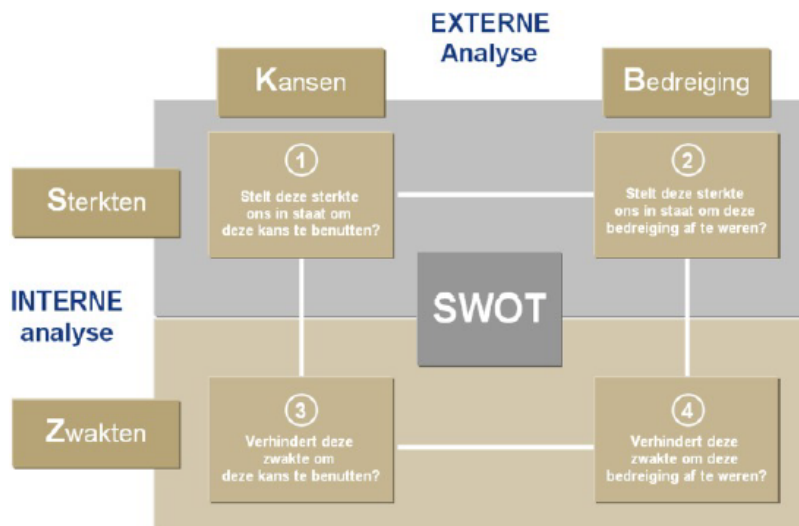 EXTERNE
Analyse
Kansen
Bedreiging
1
Stelt deze sterkte
ons in staat om
deze kans te benutten?
2
Stelt deze sterkte
ons in staat om deze
bedreiging af te weren?
Sterkten
SWOT
INTERNE
analyse
Zwakten
3
Verhindert deze
zwakte om
deze kans te benutten?
4
Verhindert deze
zwakte om deze
bedreiging af te weren?